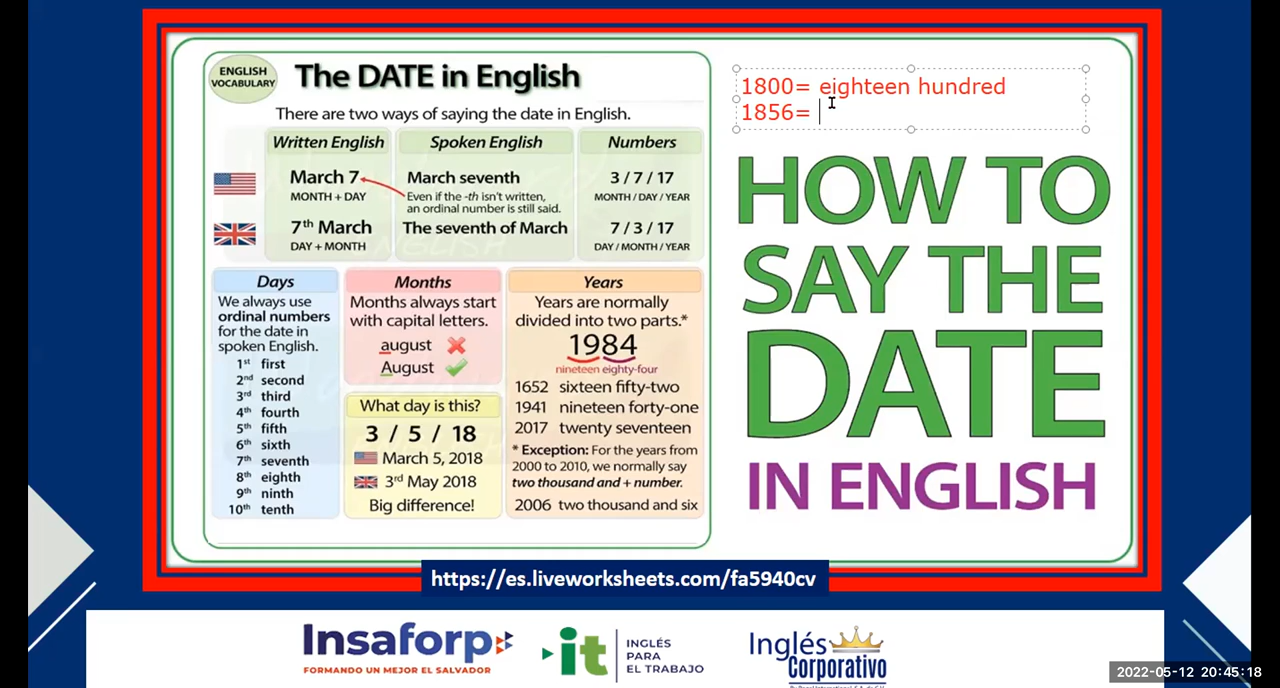 1800= eighteen hundred
1856=
ENGLISH
VOCABULARY
The DATE in English
There are two ways of saying the date in English.
Written English
Spoken English
Numbers
March 7
MONTH + DAY
March seventh
Even if the -th isn't written,
an ordinal number is still said.
3 / 7 / 17
MONTH / DAY / YEAR
7th March
DAY + MONTH
The seventh of March
7 / 3 / 17
DAY / MONTH / YEAR
Days
We always use
ordinal numbers
for the date in
spoken English.
1st first
2nd second
3rd third
4th fourth
5th fifth
6th sixth
7th seventh
8th eighth
9th ninth
10th tenth
Months
Months always start
with capital letters.
august
August
What day is this?
3 / 5 / 18
March 5, 2018
3rd May 2018
Big difference!
Years
Years are normally
divided into two parts.*
1984
nineteen eighty-four
1652 sixteen fifty-two
1941 nineteen forty-one
2017 twenty seventeen
* Exception: For the years from
2000 to 2010, we normally say
two thousand and + number.
2006 two thousand and six
HOW TO
SAY THE
DATE
IN ENGLISH
https://es.liveworksheets.com/fa5940cv
Insaforp
FORMANDO UN MEJOR EL SALVADOR
it
INGLÉS
PARA
EL TRABAJO
Inglés
Corporativo
2022-05-12 20:45:18